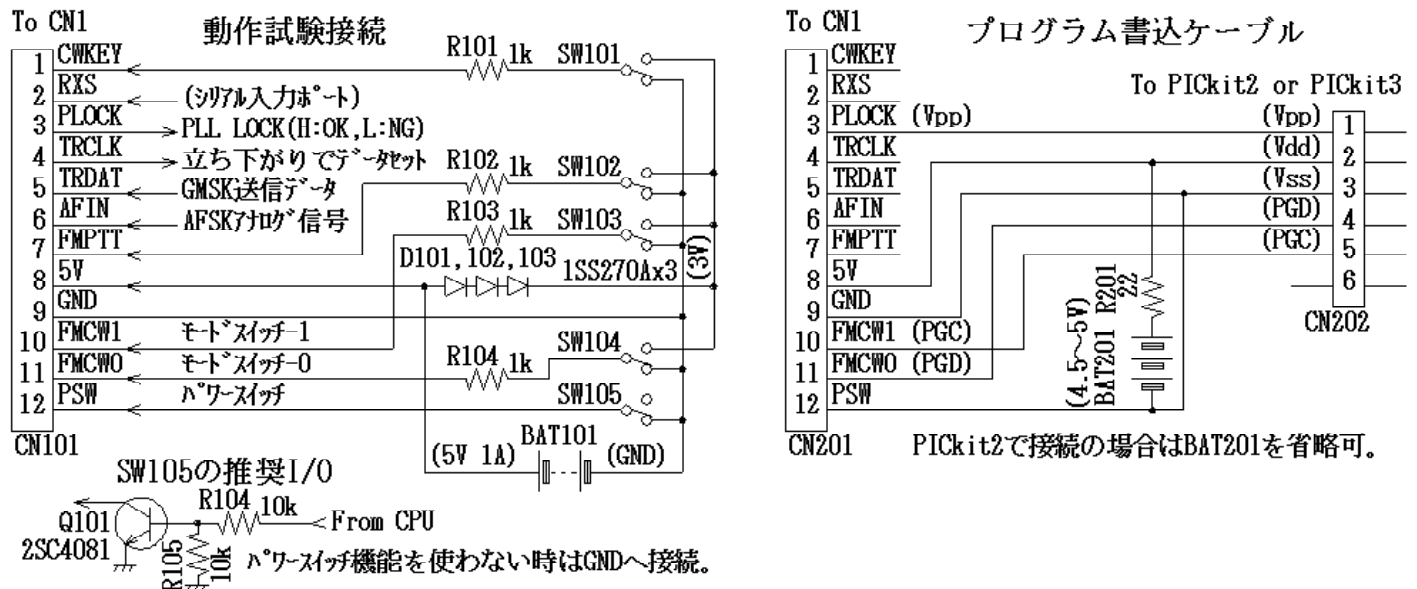 To CN1
動作試験接続
1 CWKEY
R101 1k SW101
2 RXS
(シリアル入力ポート)
3 PLOCK
PLL LOCK(H:OK,L:NG)
4 TRCLK
立ち下がりでデータセット
R102 1k SW102
5 TRDAT
GMSK送信データ
6 AFIN
AFSKアナログ信号
R103 1k SW103
7 FMPTT
D101,102,103 1SS270Ax3
(3V)
8 5V
9 GND
10 FMCW1
モードスイッチ-1
SW104
11 FMCW0
モードスイッチ-0
R104 1k
12 PSW
パワースイッチ
SW105
CN101
BAT101
(5V 1A)
(GND)
SW105の推奨I/O
R104 10k
From CPU
Q101
2SC4081
R105
10k
パワースイッチ機能を使わない時はGNDへ接続。
To CN1
プログラム書込ケーブル
To PICkit2 or PICkit3
1 CWKEY
2 RXS
3 PLOCK (Vpp)
4 TRCLK
5 TRDAT
6 AFIN
7 FMPTT
8 5V
9 GND
10 FMCW1 (PGC)
11 FMCW0 (PGD)
12 PSW
CN201
(Vpp) 1
(Vdd) 2
(Vss) 3
(PGD) 4
(PGC) 5
6
CN202
R201
22
BAT201
(4.5~5V)
PICkit2で接続の場合はBAT201を省略可。